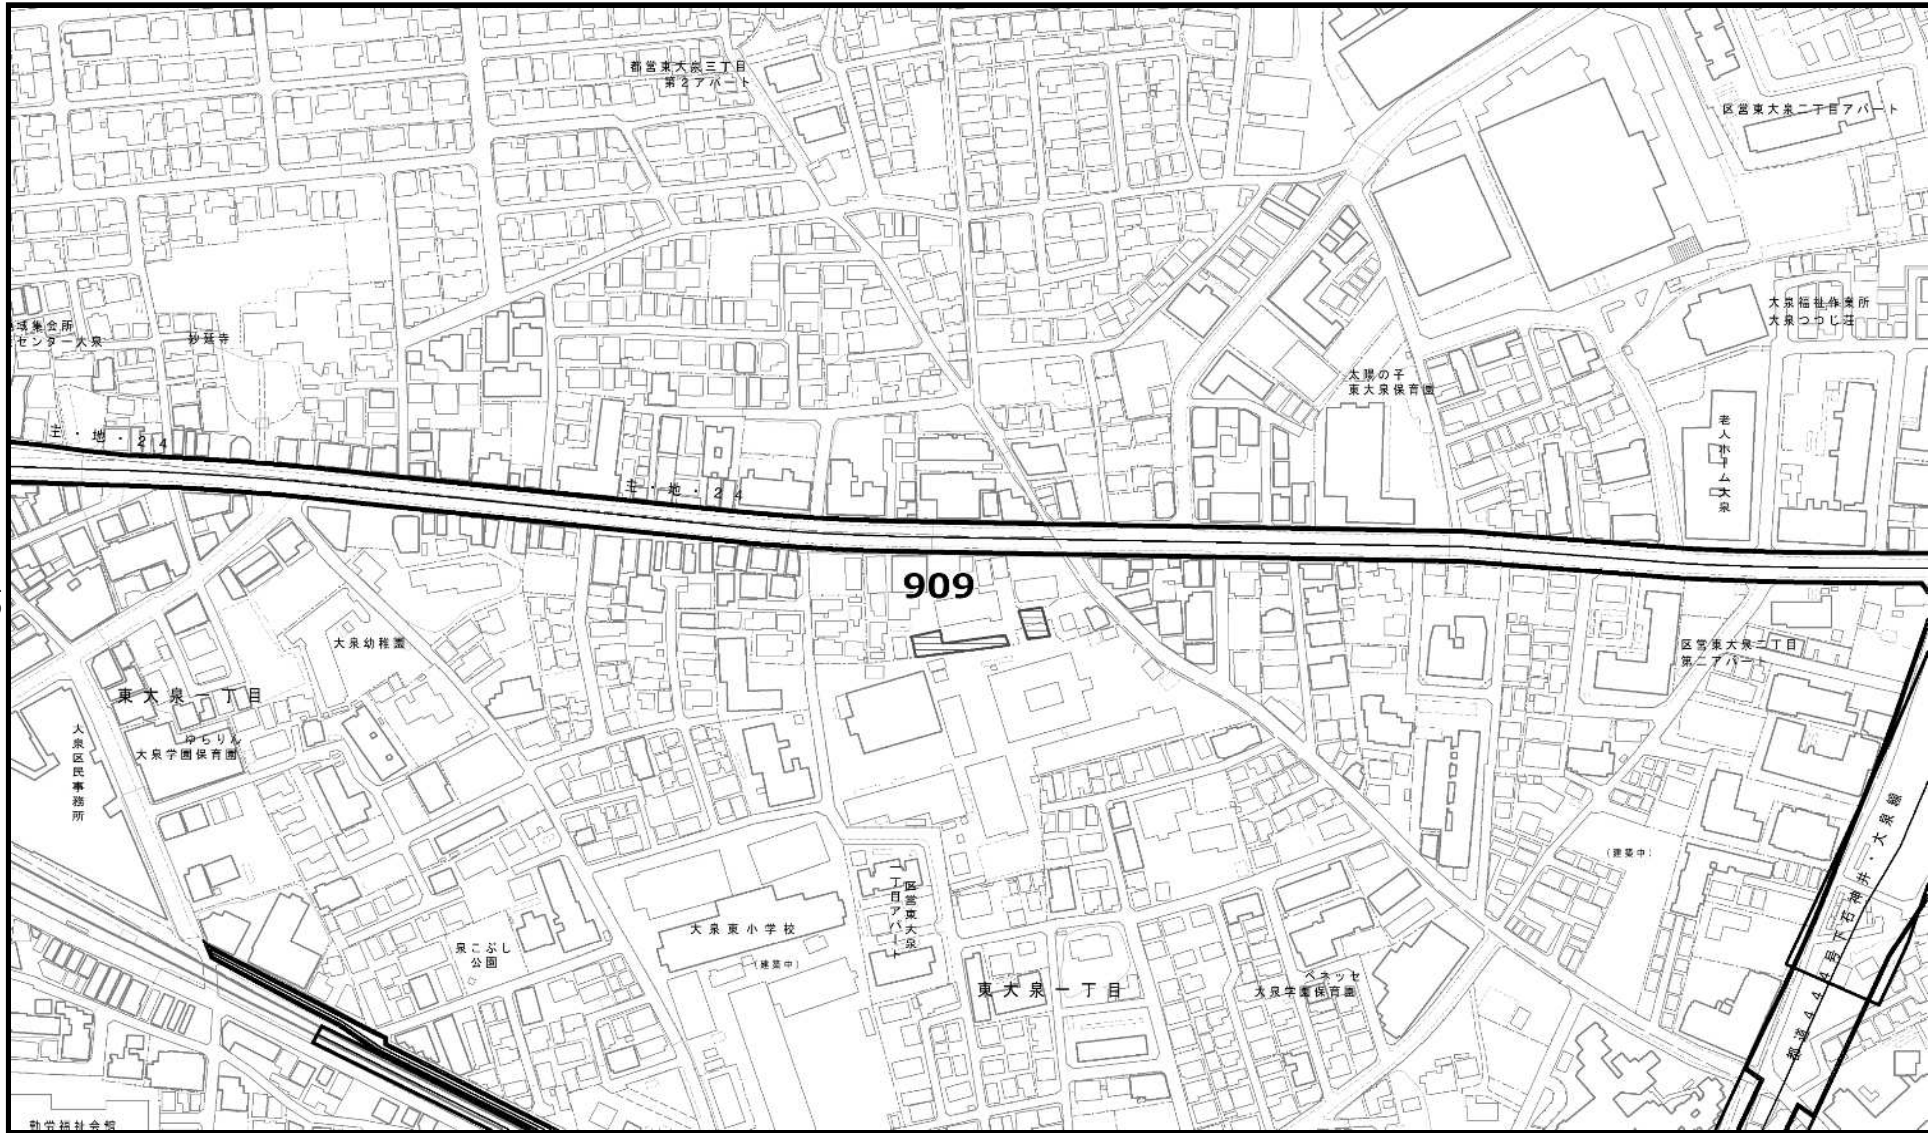 都営東大泉三丁目
第2アパート
区営東大泉二丁目アパート
大泉福祉作業所
大泉つつじ荘
域集会所
センター大泉
妙延寺
太陽の子
東大泉保育園
老人ホーム大泉
主・地・24
主・地・24
909
大泉幼稚園
区営東大泉二丁目
第二アパート
東大泉一丁目
ゆらりん
大泉学園保育園
大泉区民事務所
都道444号下石神井・大泉線
(建築中)
区営東大泉
一丁目アパート
大泉東小学校
(建築中)
泉こぶし
公園
東大泉一丁目
ベネッセ
大泉学園保育園
勤労福祉会館